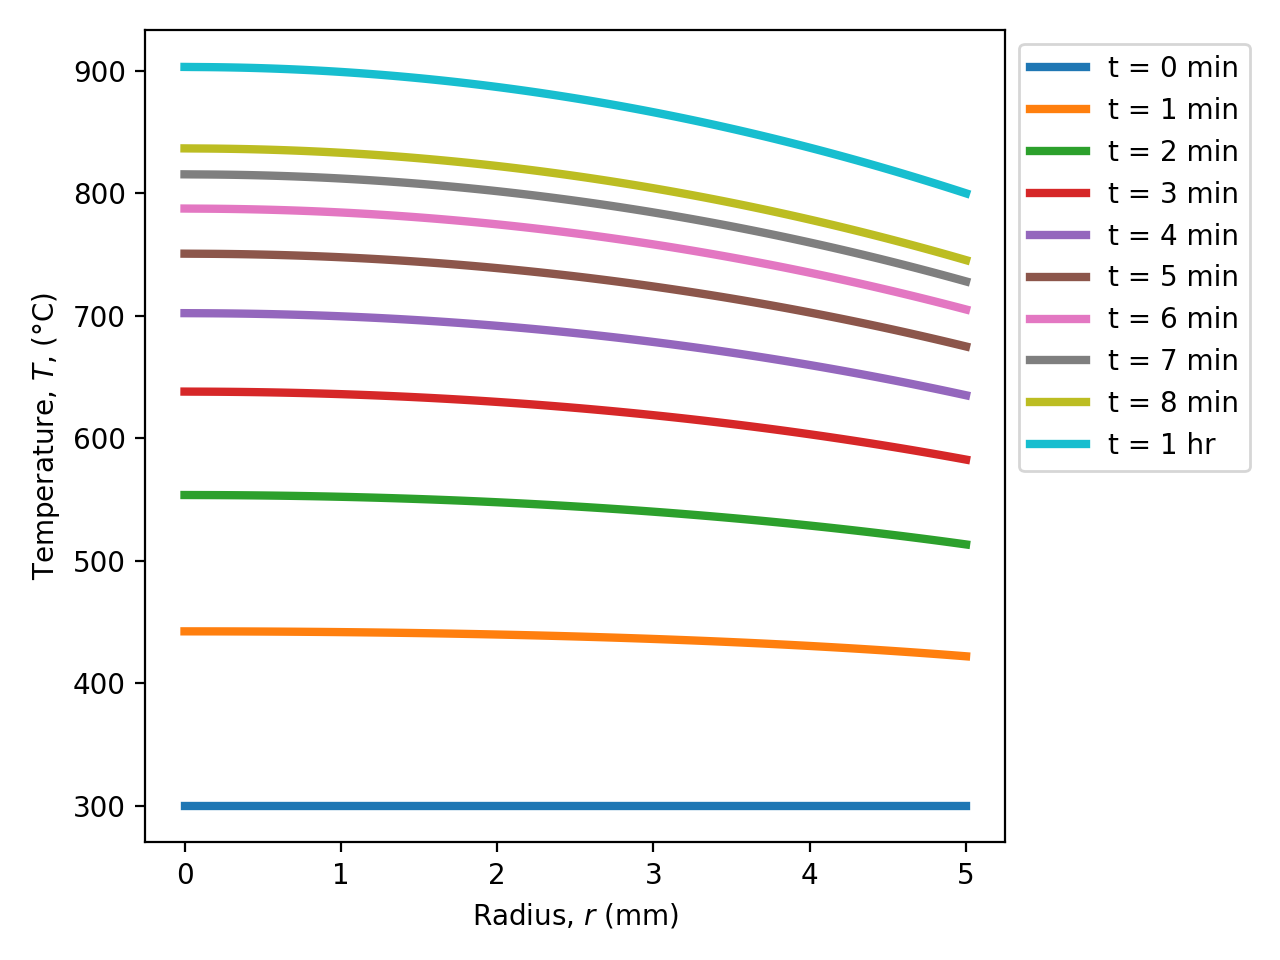 900
800
700
600
500
400
300
Temperature, T, (°C)
0 1 2 3 4 5
Radius, r (mm)
t = 0 min
t = 1 min
t = 2 min
t = 3 min
t = 4 min
t = 5 min
t = 6 min
t = 7 min
t = 8 min
t = 1 hr